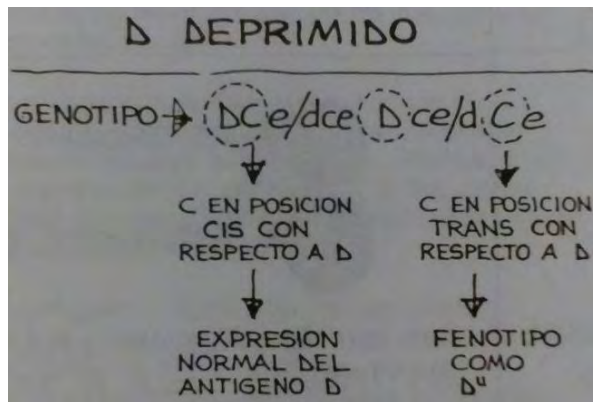 D DEPRIMIDO
GENOTIPO → DCe/dce Dce/dCe
C EN POSICION
CIS CON
RESPECTO A D
C EN POSICION
TRANS CON
RESPECTO A D
EXPRESION
NORMAL DEL
ANTIGENO D
FENOTIPO
COMO
Dᵘ